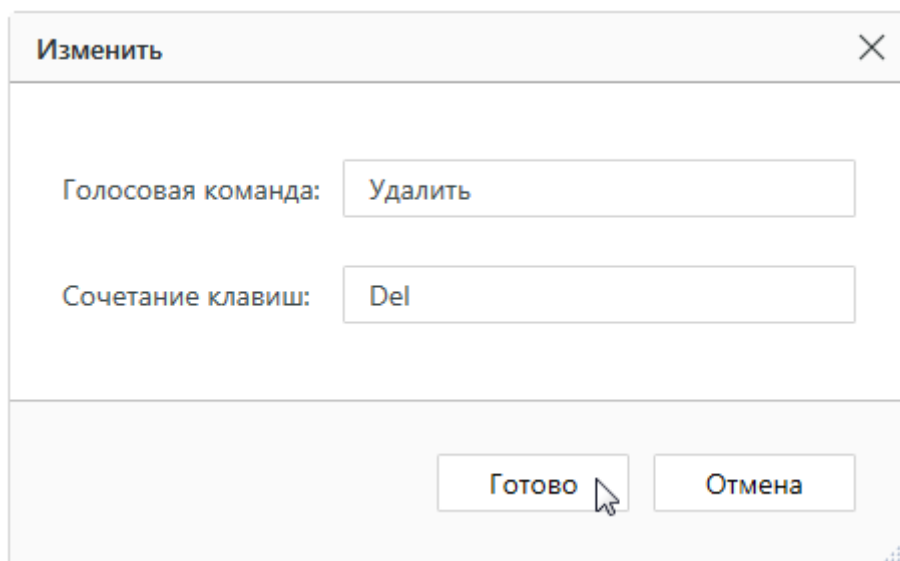 Изменить
Голосовая команда: Удалить
Сочетание клавиш: Del
Готово Отмена